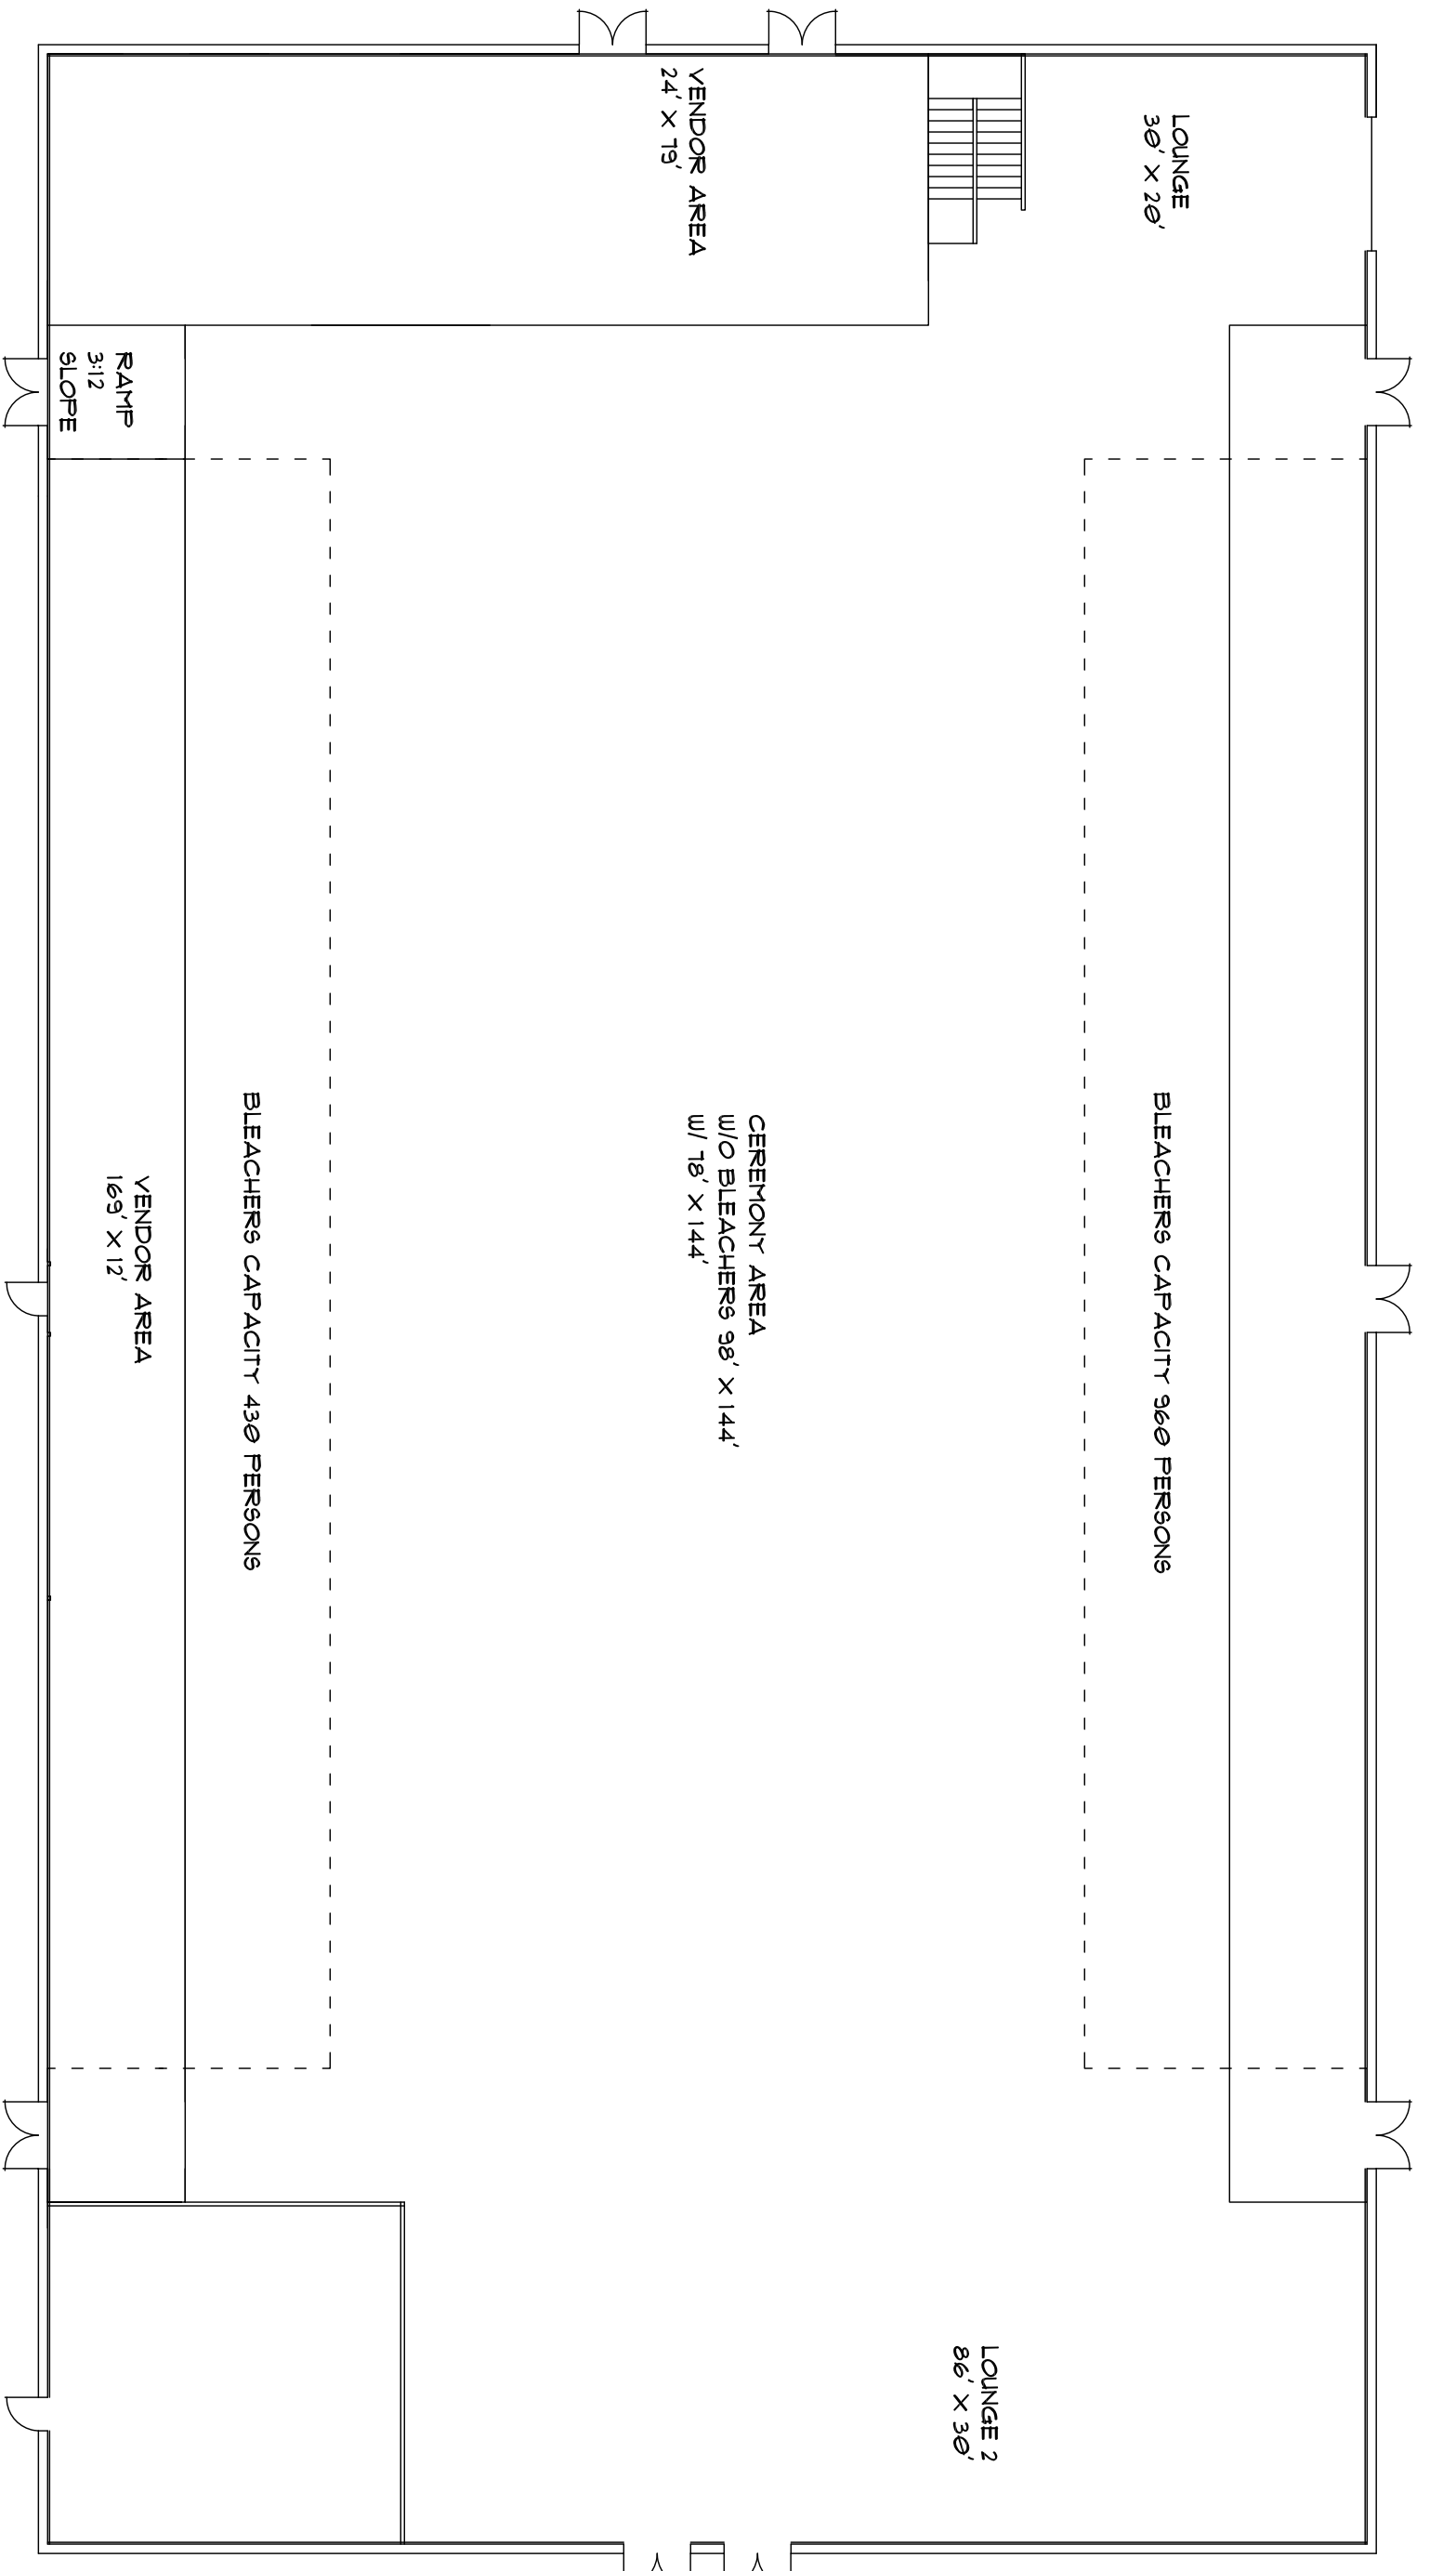 LOUNGE
30' X 20'
BLEACHERS CAPACITY 960 PERSONS
LOUNGE 2
86' X 30'
CEREMONY AREA
W/O BLEACHERS 98' X 144'
W/ 78' X 144'
VENDOR AREA
24' X 79'
BLEACHERS CAPACITY 430 PERSONS
VENDOR AREA
169' X 12'
RAMP
3:12
SLOPE